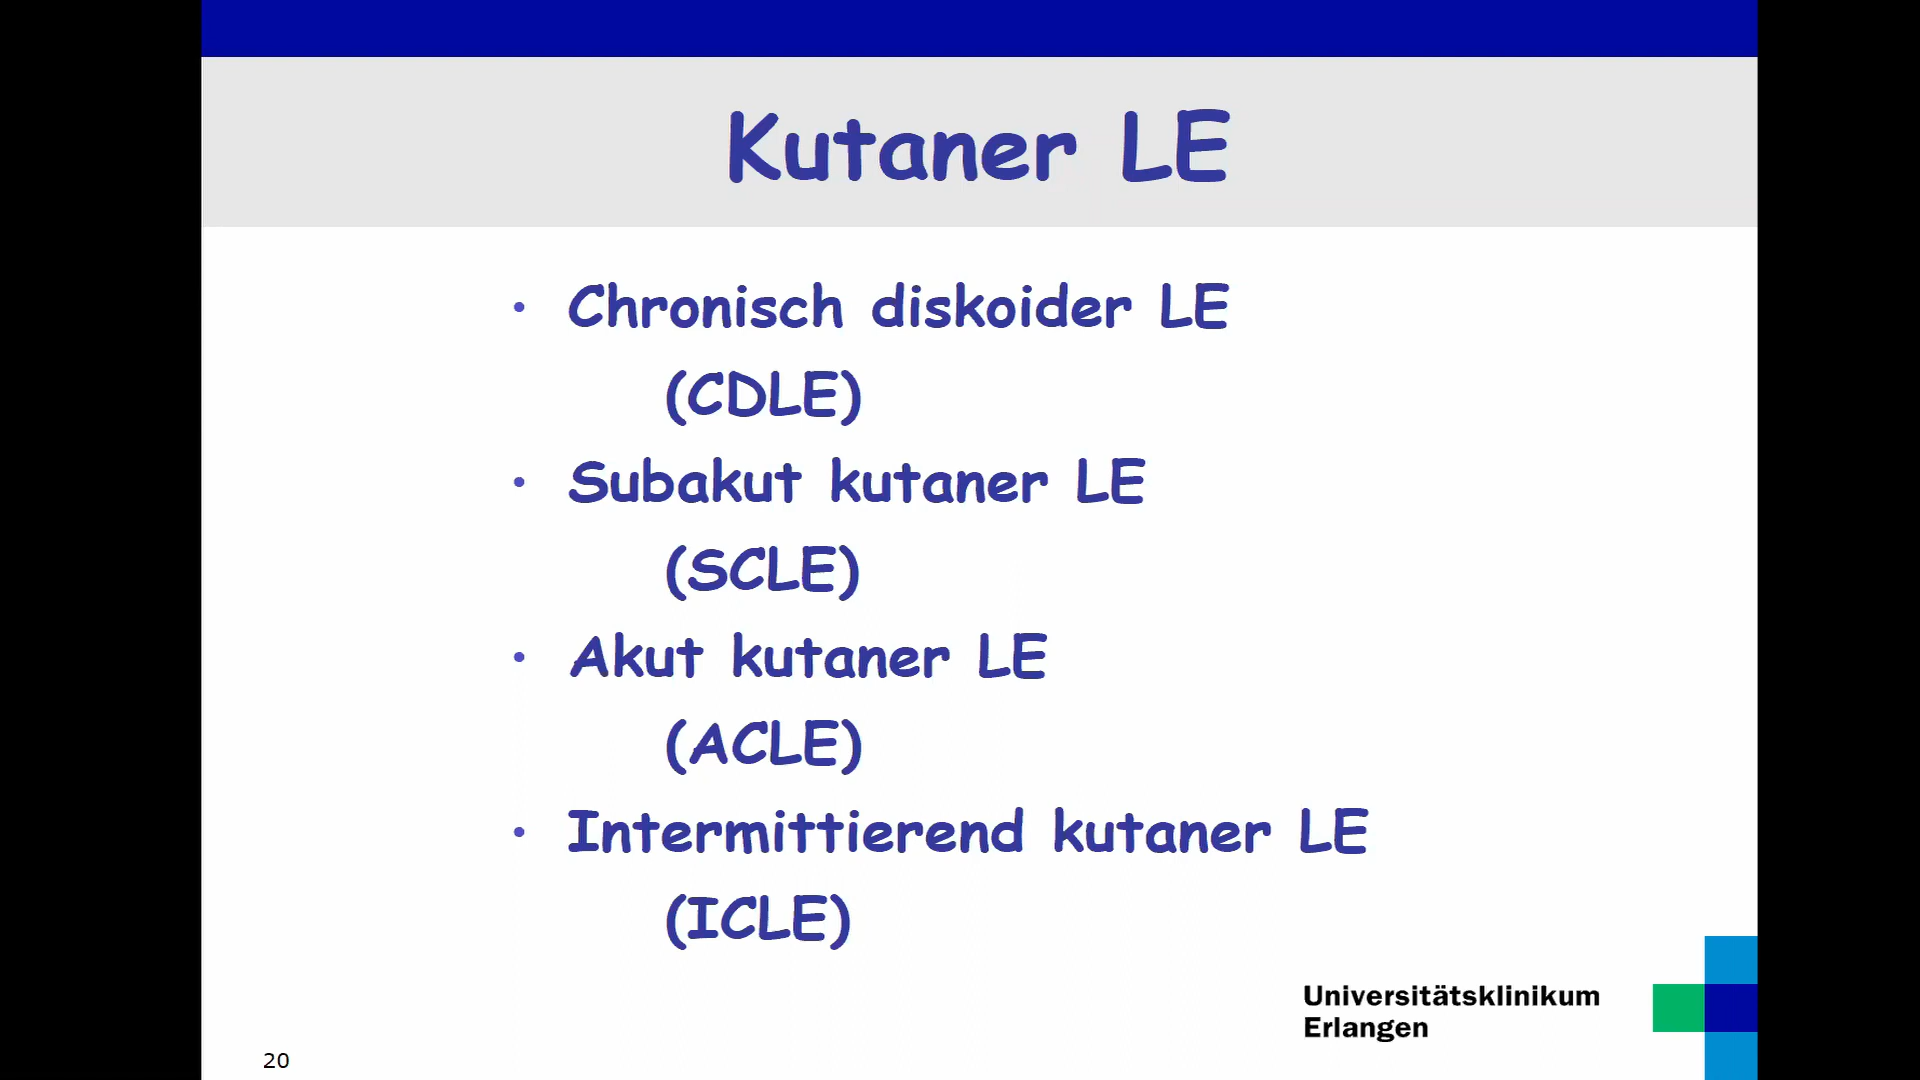 Kutaner LE
• Chronisch diskoider LE
(CDLE)
• Subakut kutaner LE
(SCLE)
• Akut kutaner LE
(ACLE)
• Intermittierend kutaner LE
(ICLE)
Universitätsklinikum
Erlangen
20